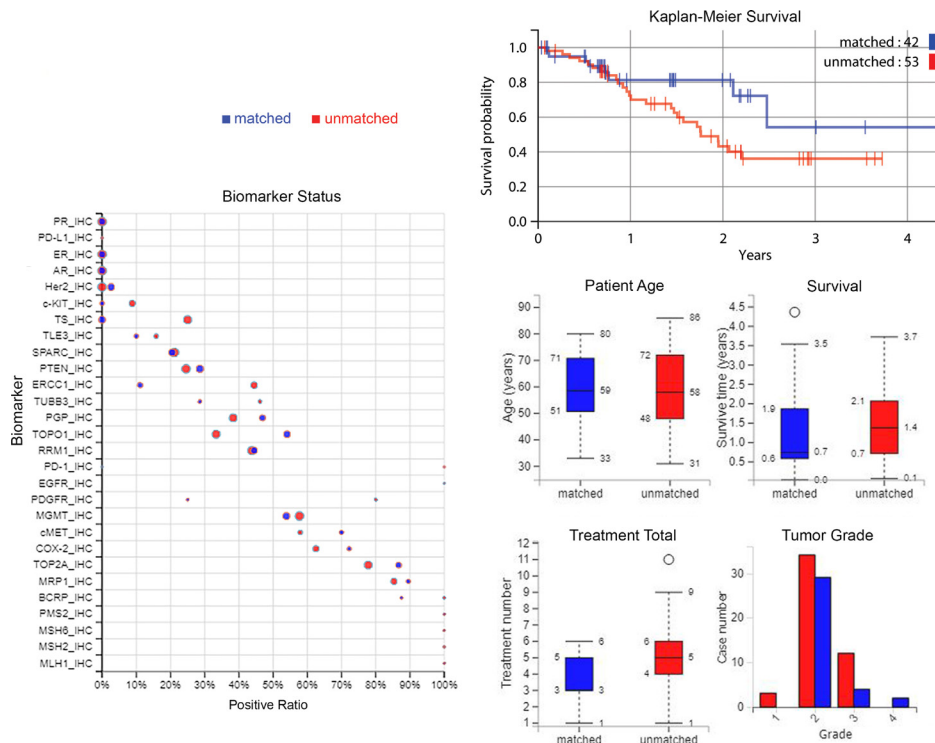 Kaplan-Meier Survival
matched : 42
unmatched : 53
1.0
0.8
0.6
0.4
0.2
0.0
Survival probability
0
1
2
3
4
Years
matched
unmatched
Biomarker Status
Biomarker
PR_IHC
PD-L1_IHC
ER_IHC
AR_IHC
Her2_IHC
c-KIT_IHC
TS_IHC
TLE3_IHC
SPARC_IHC
PTEN_IHC
ERCC1_IHC
TUBB3_IHC
PGP_IHC
TOPO1_IHC
RRM1_IHC
PD-1_IHC
EGFR_IHC
PDGFR_IHC
MGMT_IHC
cMET_IHC
COX-2_IHC
TOP2A_IHC
MRP1_IHC
BCRP_IHC
PMS2_IHC
MSH6_IHC
MSH2_IHC
MLH1_IHC
0% 10% 20% 30% 40% 50% 60% 70% 80% 90% 100%
Positive Ratio
Patient Age
Age (years)
90
80
70
60
50
40
30
80
71
59
51
33
86
72
58
48
31
matched unmatched
Survival
Survive time (years)
4.5
4.0
3.5
3.0
2.5
2.0
1.5
1.0
0.5
3.5
1.9
0.7
0.6
0.0
3.7
2.1
1.4
0.7
0.1
matched unmatched
Treatment Total
Treatment number
12
11
10
9
8
7
6
5
4
3
2
1
6
5
3
3
1
9
6
5
4
1
matched unmatched
Tumor Grade
Case number
30
20
10
0
1
2
3
4
Grade